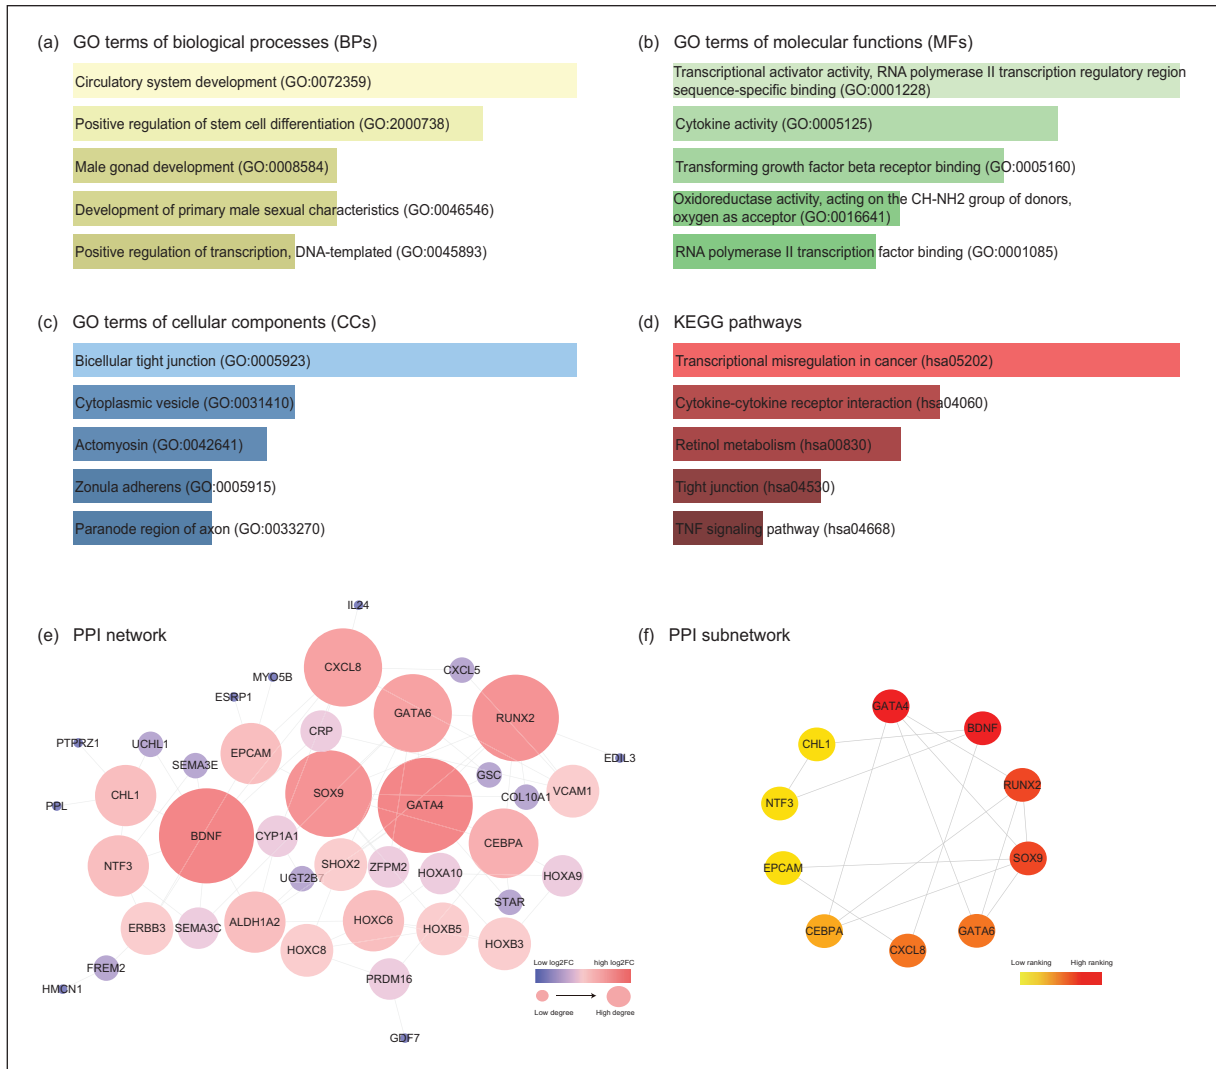 (a) GO terms of biological processes (BPs)
Circulatory system development (GO:0072359)
Positive regulation of stem cell differentiation (GO:2000738)
Male gonad development (GO:0008584)
Development of primary male sexual characteristics (GO:0046546)
Positive regulation of transcription, DNA-templated (GO:0045893)
(b) GO terms of molecular functions (MFs)
Transcriptional activator activity, RNA polymerase II transcription regulatory region
sequence-specific binding (GO:0001228)
Cytokine activity (GO:0005125)
Transforming growth factor beta receptor binding (GO:0005160)
Oxidoreductase activity, acting on the CH-NH2 group of donors,
oxygen as acceptor (GO:0016641)
RNA polymerase II transcription factor binding (GO:0001085)
(c) GO terms of cellular components (CCs)
Bicellular tight junction (GO:0005923)
Cytoplasmic vesicle (GO:0031410)
Actomyosin (GO:0042641)
Zonula adherens (GO:0005915)
Paranode region of axon (GO:0033270)
(d) KEGG pathways
Transcriptional misregulation in cancer (hsa05202)
Cytokine-cytokine receptor interaction (hsa04060)
Retinol metabolism (hsa00830)
Tight junction (hsa04530)
TNF signaling pathway (hsa04668)
(e) PPI network
IL24
CXCL8
CXCL5
MYO5B
ESRP1
GATA6
RUNX2
CRP
PTPRZ1
UCHL1
EPCAM
EDIL3
SEMA3E
GSC
VCAM1
CHL1
SOX9
GATA4
COL10A1
PPL
BDNF
CYP1A1
CEBPA
NTF3
SHOX2
ZFPM2
HOXA10
HOXA9
UGT2B7
STAR
ERBB3
SEMA3C
ALDH1A2
HOXC6
HOXB5
HOXC8
HOXB3
FREM2
PRDM16
HMCN1
GDF7
Low log2FC
high log2FC
Low degree
High degree
(f) PPI subnetwork
GATA4
BDNF
CHL1
RUNX2
NTF3
SOX9
EPCAM
CEBPA
GATA6
CXCL8
Low ranking
High ranking